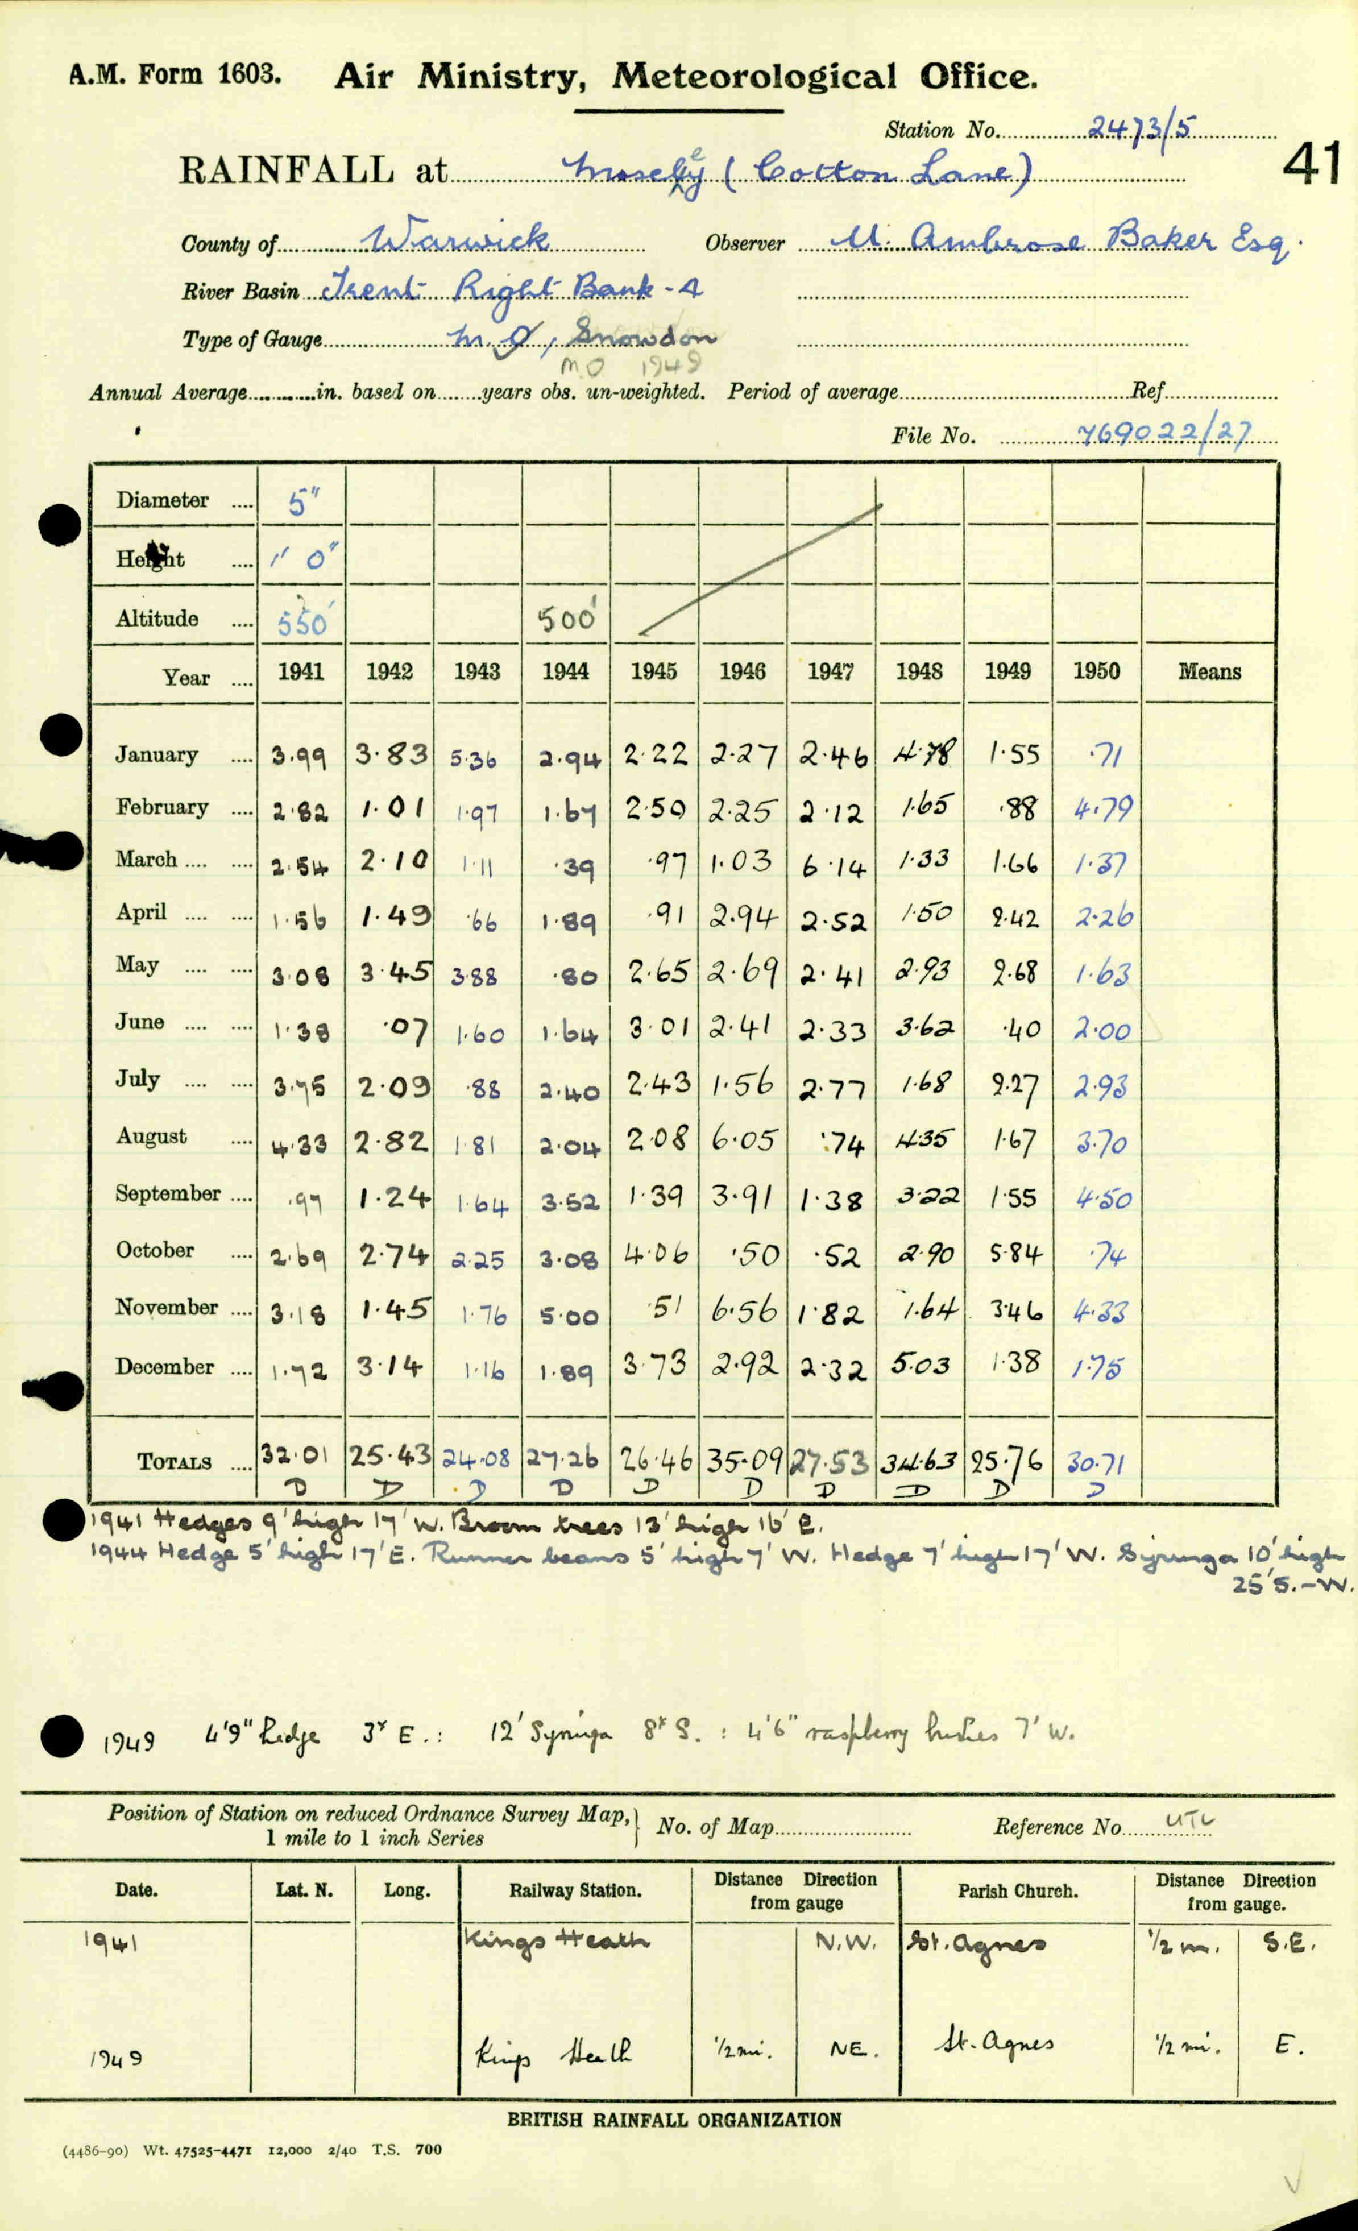 A.M. Form 1603. Air Ministry, Meteorological Office.
Station No. 2473/5
RAINFALL at Moseley (Cotton Lane) 41
County of Warwick Observer W. Ambrose Baker Esq.
River Basin Trent Right Bank-4
Type of Gauge M.O, Snowdon
M.O 1949
Annual Average in. based on years obs. un-weighted. Period of average Ref.
File No. 769022/27
Diameter 5"
Height 1' 0"
Altitude 550' 500'
Year 1941 1942 1943 1944 1945 1946 1947 1948 1949 1950 Means
January 3.99 3.83 5.36 2.94 2.22 2.27 2.46 4.78 1.55 .71
February 2.82 1.01 1.97 1.67 2.50 2.25 2.12 1.65 .88 4.79
March 2.54 2.10 1.11 .39 .97 1.03 6.14 1.33 1.66 1.37
April 1.56 1.49 .66 1.89 .91 2.94 2.52 1.50 2.42 2.26
May 3.08 3.45 3.88 .80 2.65 2.69 2.41 2.93 2.68 1.63
June 1.38 .07 1.60 1.64 3.01 2.41 2.33 3.62 .40 2.00
July 3.75 2.09 .88 2.40 2.43 1.56 2.77 1.68 2.27 2.93
August 4.33 2.82 1.81 2.04 2.08 6.05 .74 4.35 1.67 3.70
September .97 1.24 1.64 3.52 1.39 3.91 1.38 3.22 1.55 4.50
October 2.69 2.74 2.25 3.08 4.06 .50 .52 2.90 5.84 .74
November 3.18 1.45 1.76 5.00 .51 6.56 1.82 1.64 3.46 4.33
December 1.72 3.14 1.16 1.89 3.73 2.92 2.32 5.03 1.38 1.75
TOTALS 32.01 25.43 24.08 27.26 26.46 35.09 27.53 34.63 25.76 30.71
D D D D D D D D D D
1941 Hedges 9' high 17' W. Broom trees 13' high 16' E.
1944 Hedge 5' high 17' E. Runner beans 5' high 7' W. Hedge 7' high 17' W. Syringa 10' high
25' S.-W.
1949 4'9" hedge 3x E.: 12' Syringa 8x S. : 4'6" raspberry bushes 7' W.
Position of Station on reduced Ordnance Survey Map, No. of Map Reference No. UTL
1 mile to 1 inch Series
Date. Lat. N. Long. Railway Station. Distance Direction from gauge Parish Church. Distance Direction from gauge.
1941 Kings Heath N.W. St. Agnes 1/2 m. S.E.
1949 Kings Heath 1/2 mi. NE. St. Agnes 1/2 mi. E.
BRITISH RAINFALL ORGANIZATION
(4486-90) Wt. 47525-4471 12,000 2/40 T.S. 700